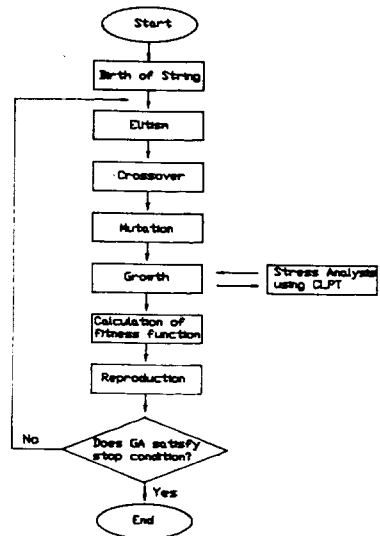 Start
Birth of String
Elitism
Crossover
Mutation
Growth
Stress Analysis
using CLPT
Calculation of
fitness function
Reproduction
No
Does GA satisfy
stop condition?
Yes
End